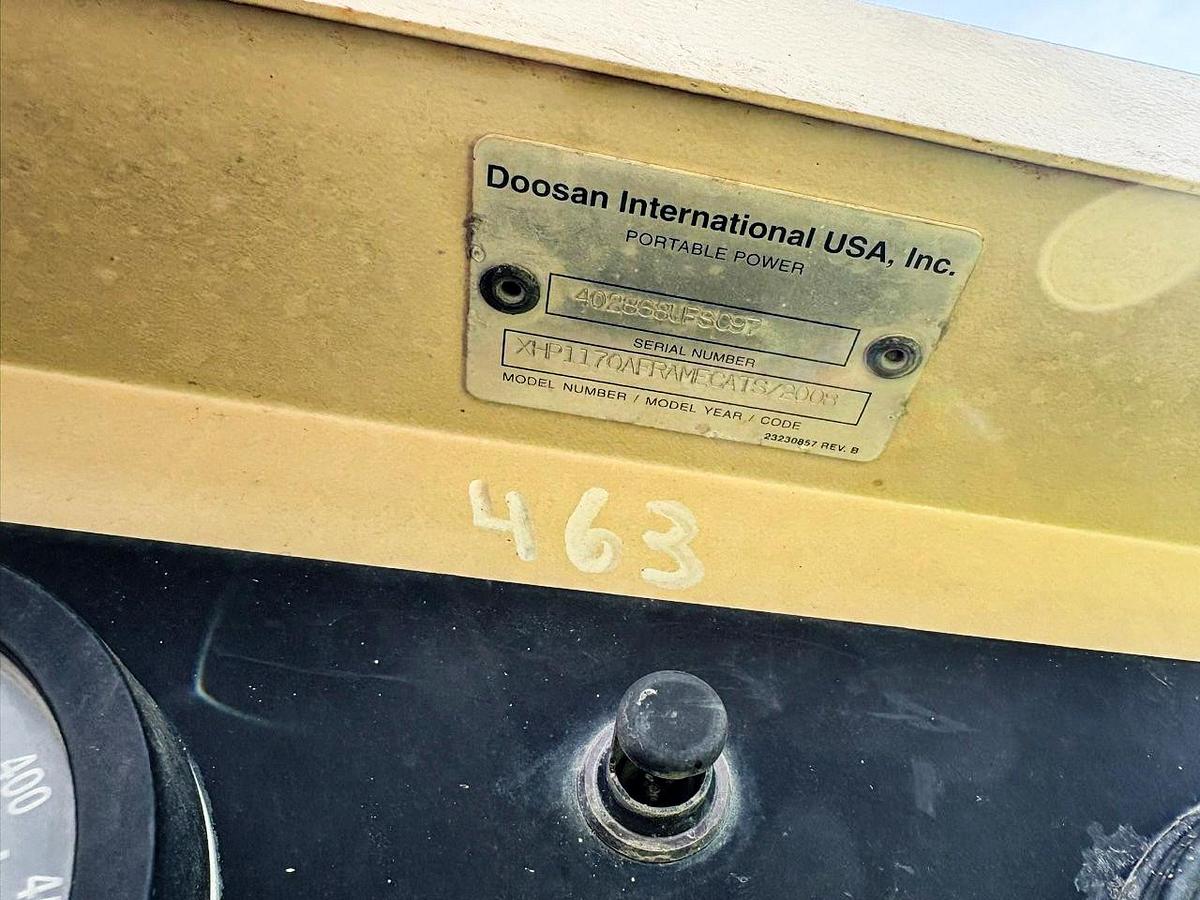 Doosan International USA, Inc.
PORTABLE POWER
402868UFSC97
SERIAL NUMBER
XHP1170AFRAMECATS/2008
MODEL NUMBER / MODEL YEAR / CODE
23230857 REV. B
463
400